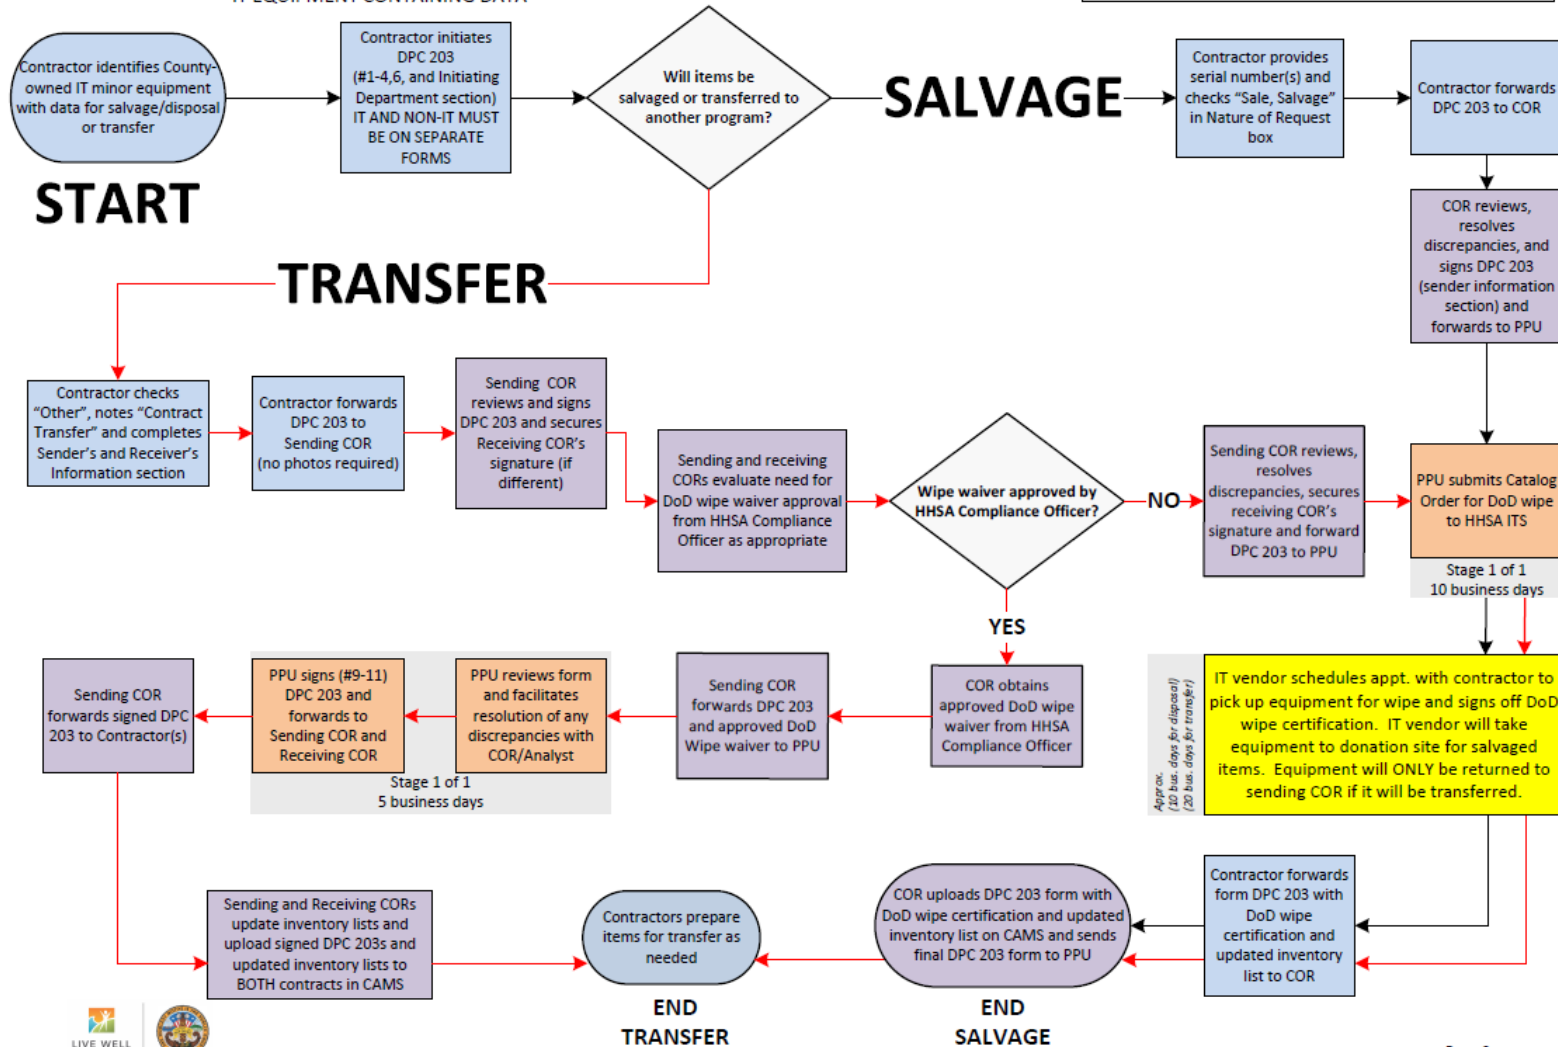 IT EQUIPMENT CONTAINING DATA
Contractor identifies County-
owned IT minor equipment
with data for salvage/disposal
or transfer
START
Contractor initiates
DPC 203
(#1-4,6, and Initiating
Department section)
IT AND NON-IT MUST
BE ON SEPARATE
FORMS
Will items be
salvaged or transferred to
another program?
SALVAGE
Contractor provides
serial number(s) and
checks “Sale, Salvage”
in Nature of Request
box
Contractor forwards
DPC 203 to COR
COR reviews,
resolves
discrepancies, and
signs DPC 203
(sender information
section) and
forwards to PPU
TRANSFER
Contractor checks
“Other”, notes “Contract
Transfer” and completes
Sender’s and Receiver’s
Information section
Contractor forwards
DPC 203 to
Sending COR
(no photos required)
Sending COR
reviews and signs
DPC 203 and secures
Receiving COR’s
signature (if
different)
Sending and receiving
CORs evaluate need for
DoD wipe waiver approval
from HHSA Compliance
Officer as appropriate
Wipe waiver approved by
HHSA Compliance Officer?
NO
Sending COR reviews,
resolves
discrepancies, secures
receiving COR’s
signature and forward
DPC 203 to PPU
PPU submits Catalog
Order for DoD wipe
to HHSA ITS
Stage 1 of 1
10 business days
YES
COR obtains
approved DoD wipe
waiver from HHSA
Compliance Officer
Sending COR
forwards DPC 203
and approved DoD
Wipe waiver to PPU
PPU reviews form
and facilitates
resolution of any
discrepancies with
COR/Analyst
PPU signs (#9-11)
DPC 203 and
forwards to
Sending COR and
Receiving COR
Stage 1 of 1
5 business days
Sending COR
forwards signed DPC
203 to Contractor(s)
Approx.
(10 bus. days for disposal)
(20 bus. days for transfer)
IT vendor schedules appt. with contractor to
pick up equipment for wipe and signs off DoD
wipe certification. IT vendor will take
equipment to donation site for salvaged
items. Equipment will ONLY be returned to
sending COR if it will be transferred.
Sending and Receiving CORs
update inventory lists and
upload signed DPC 203s and
updated inventory lists to
BOTH contracts in CAMS
Contractors prepare
items for transfer as
needed
END
TRANSFER
COR uploads DPC 203 form with
DoD wipe certification and updated
inventory list on CAMS and sends
final DPC 203 form to PPU
END
SALVAGE
Contractor forwards
form DPC 203 with
DoD wipe
certification and
updated inventory
list to COR
LIVE WELL